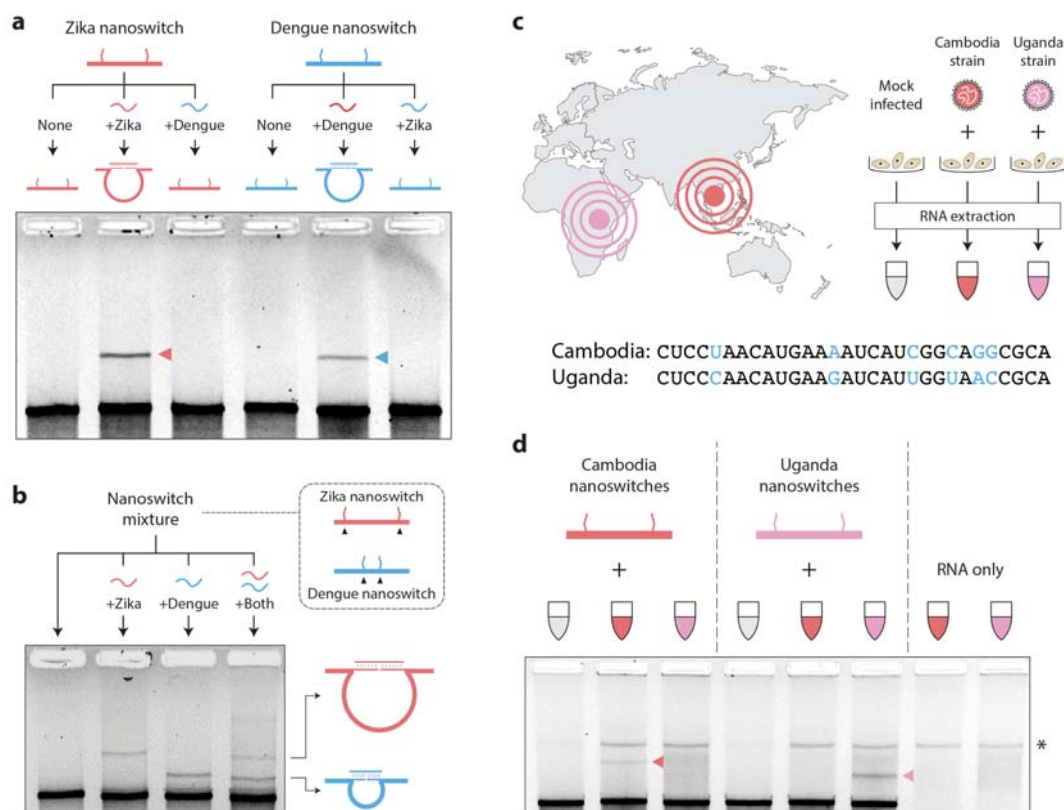 a
Zika nanoswitch
Dengue nanoswitch
None
+Zika
+Dengue
None
+Dengue
+Zika
b
Nanoswitch
mixture
+Zika
+Dengue
+Both
Zika nanoswitch
Dengue nanoswitch
c
Mock
infected
Cambodia
strain
Uganda
strain
+
+
RNA extraction
Cambodia: CUCCUAACAUGAAAAUCAUCGGCAGGCGCA
Uganda: CUCCCAACAUGAAGAUCAUUGGUAACCGCA
d
Cambodia
nanoswitches
Uganda
nanoswitches
+
+
RNA only
*